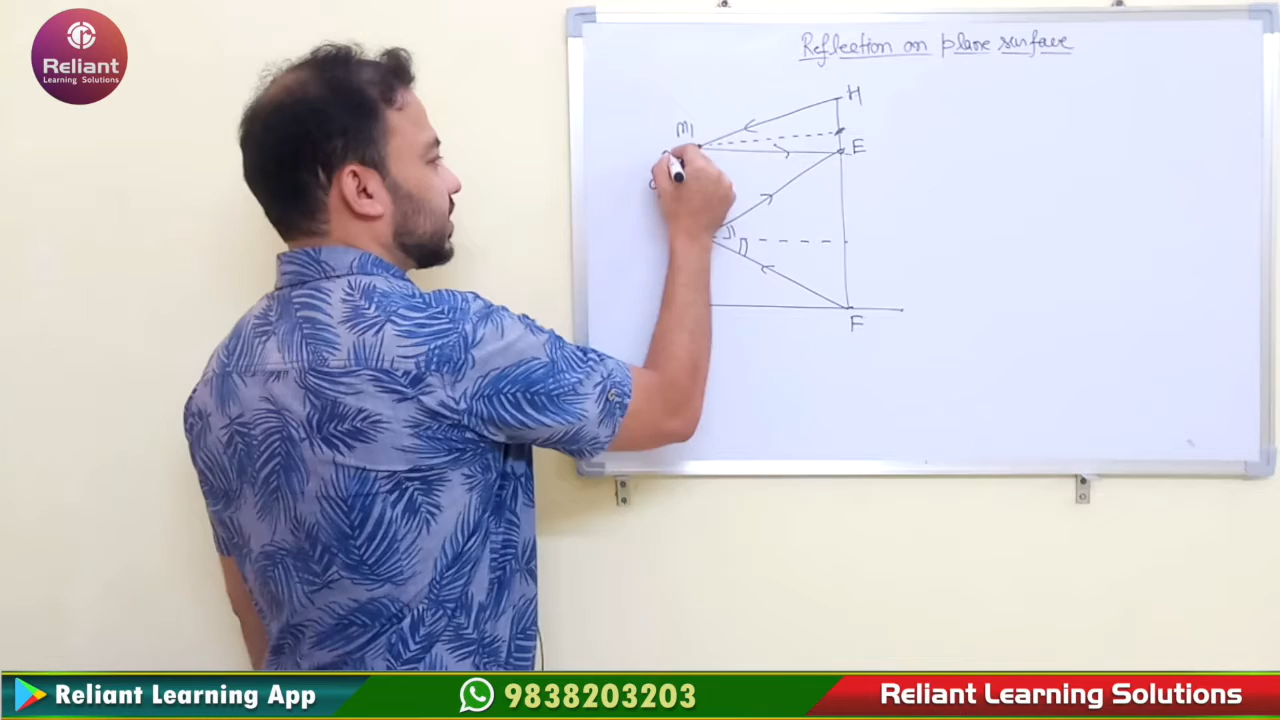 Reliant
Learning Solutions
Reflection on plane surface
H
M1
E
F
Reliant Learning App
9838203203
Reliant Learning Solutions